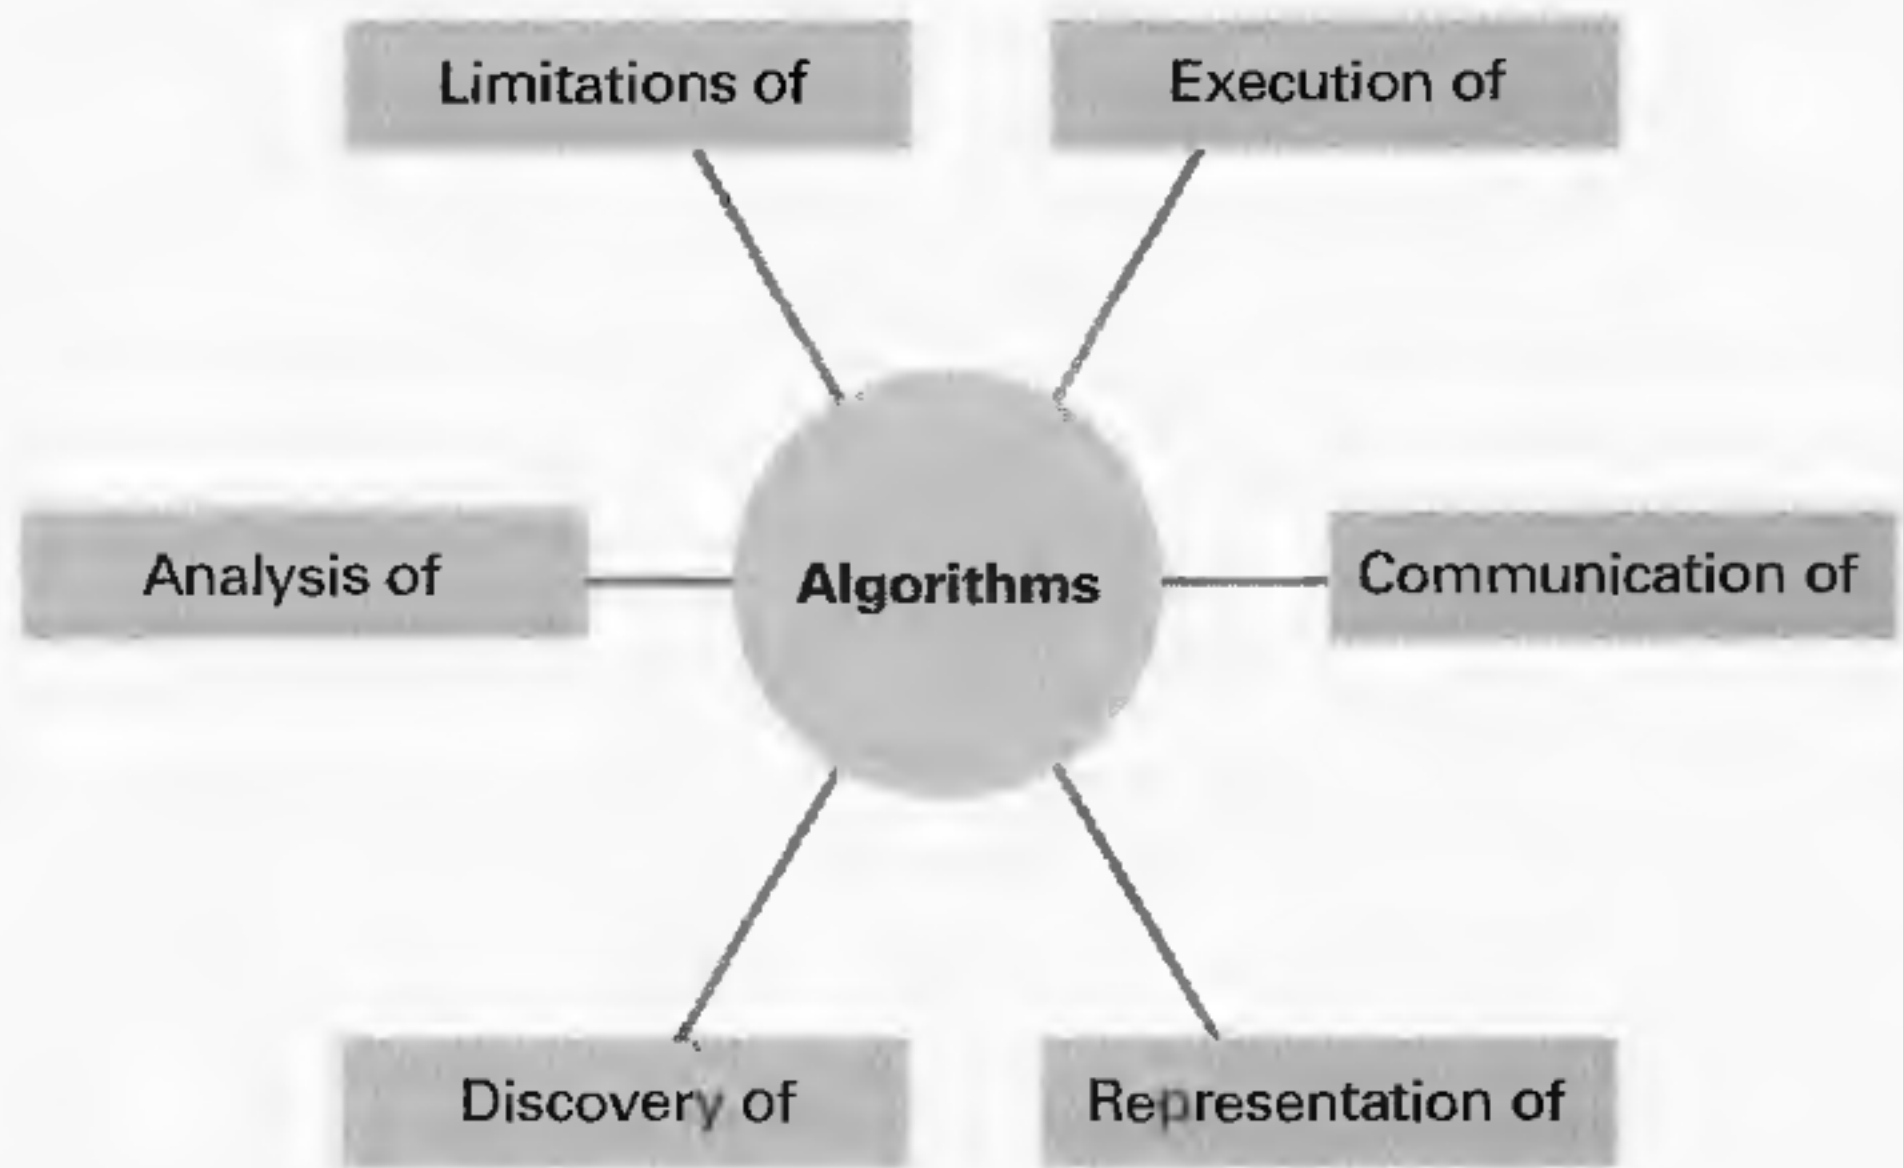 Limitations of
Execution of
Analysis of
Algorithms
Communication of
Discovery of
Representation of